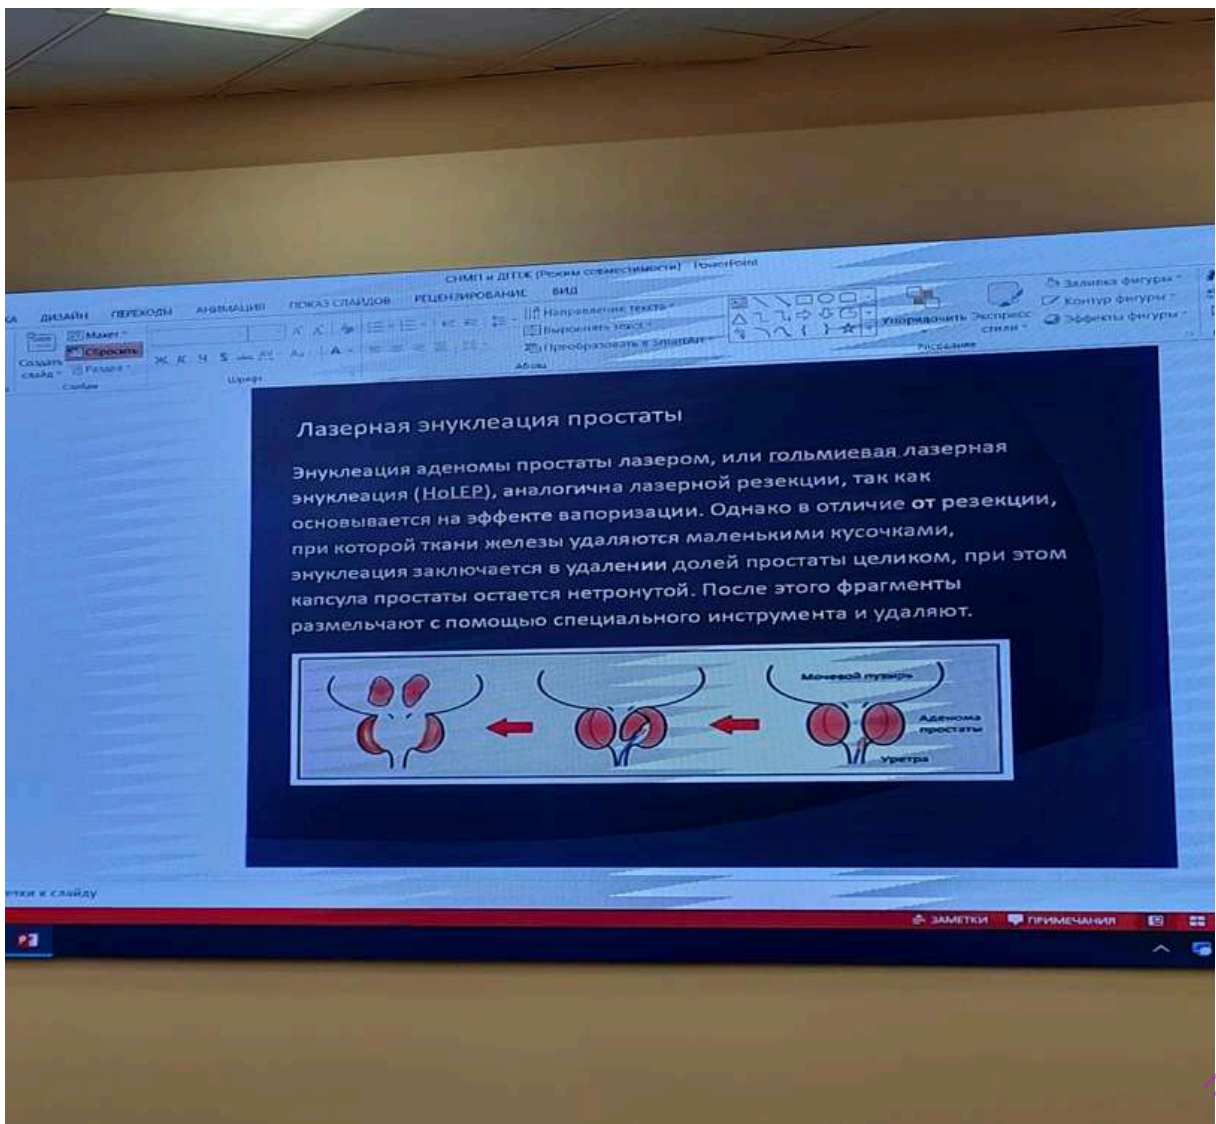 СНМП и ДГПЖ (Режим совместимости) - PowerPoint
КА ДИЗАЙН ПЕРЕХОДЫ АНИМАЦИЯ ПОКАЗ СЛАЙДОВ РЕЦЕНЗИРОВАНИЕ ВИД
Создать слайд
Макет
Сбросить
Раздел
Слайды
Ж К Ч S
Шрифт
Направление текста
Выровнять текст
Преобразовать в SmartArt
Абзац
Упорядочить
Экспресс стили
Заливка фигуры
Контур фигуры
Эффекты фигуры
Рисование
Лазерная энуклеация простаты
Энуклеация аденомы простаты лазером, или гольмиевая лазерная
энуклеация (HoLEP), аналогична лазерной резекции, так как
основывается на эффекте вапоризации. Однако в отличие от резекции,
при которой ткани железы удаляются маленькими кусочками,
энуклеация заключается в удалении долей простаты целиком, при этом
капсула простаты остается нетронутой. После этого фрагменты
размельчают с помощью специального инструмента и удаляют.
Мочевой пузырь
Аденома
простаты
Уретра
етки к слайду
ЗАМЕТКИ ПРИМЕЧАНИЯ